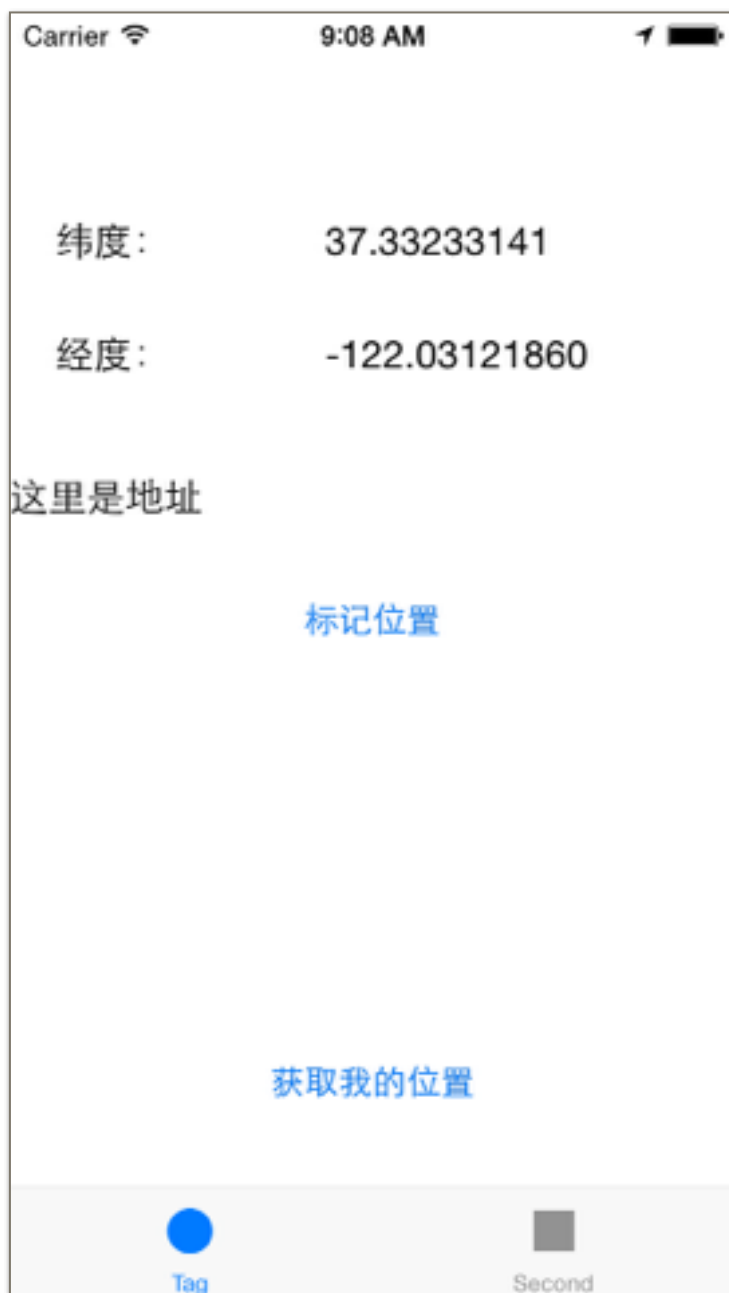 Carrier 9:08 AM
纬度： 37.33233141
经度： -122.03121860
这里是地址
标记位置
获取我的位置
Tag Second